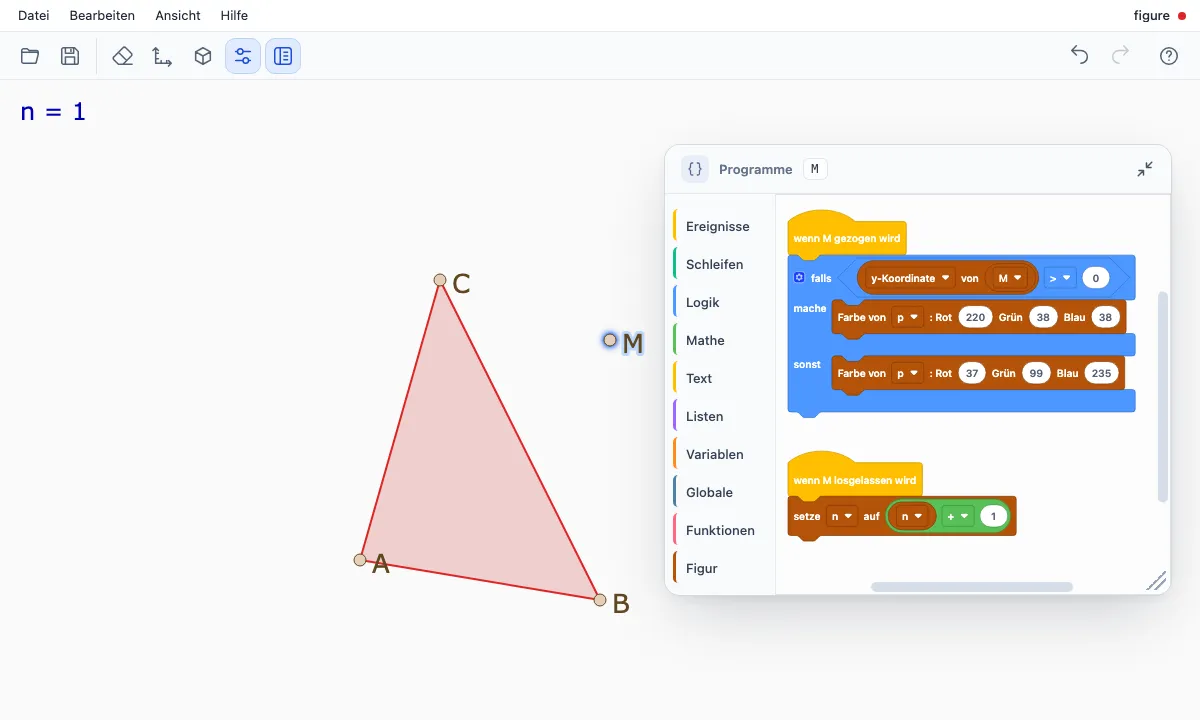 Datei Bearbeiten Ansicht Hilfe figure
n = 1
Programme M
Ereignisse
Schleifen
Logik
Mathe
Text
Listen
Variablen
Globale
Funktionen
Figur
wenn M gezogen wird
falls y-Koordinate von M > 0
mache Farbe von p : Rot 220 Grün 38 Blau 38
sonst Farbe von p : Rot 37 Grün 99 Blau 235
wenn M losgelassen wird
setze n auf n + 1
C
M
A
B